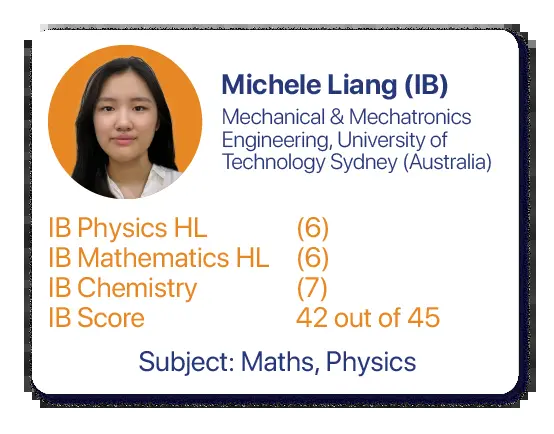 Michele Liang (IB)
Mechanical & Mechatronics
Engineering, University of
Technology Sydney (Australia)
IB Physics HL (6)
IB Mathematics HL (6)
IB Chemistry (7)
IB Score 42 out of 45
Subject: Maths, Physics